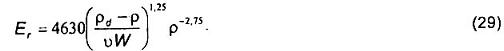 E_r = 4630 ( (ρ_d − ρ) / (υW) )^{1,25} ρ^{−2,75}. (29)